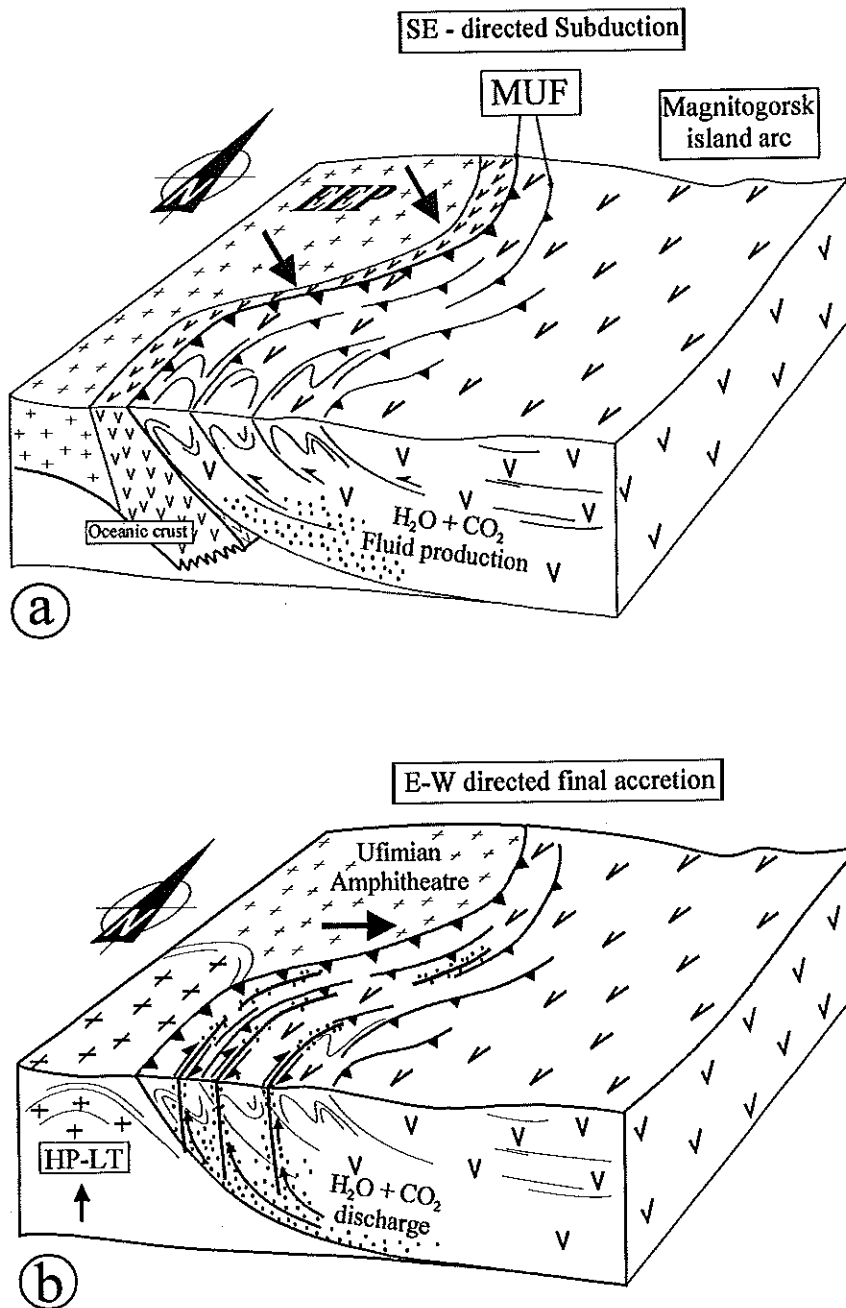 SE - directed Subduction
MUF
Magnitogorsk
island arc
N
EEP
Oceanic crust
H₂O + CO₂
Fluid production
a
E-W directed final accretion
Ufimian
Amphitheatre
N
HP-LT
H₂O + CO₂
discharge
b